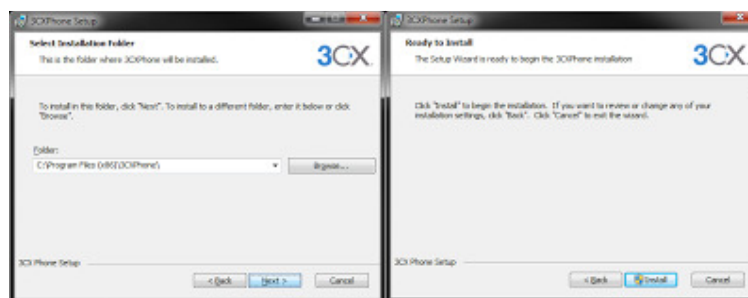 3CXPhone Setup
Select Installation Folder
This is the folder where 3CXPhone will be installed.
3CX
To install in this folder, click "Next". To install to a different folder, enter it below or click
"Browse".
Folder:
C:\Program Files (x86)\3CXPhone\
Browse...
3CX Phone Setup
< Back
Next >
Cancel
3CXPhone Setup
Ready to Install
The Setup Wizard is ready to begin the 3CXPhone installation
3CX
Click "Install" to begin the installation. If you want to review or change any of your
installation settings, click "Back". Click "Cancel" to exit the wizard.
3CX Phone Setup
< Back
Install
Cancel